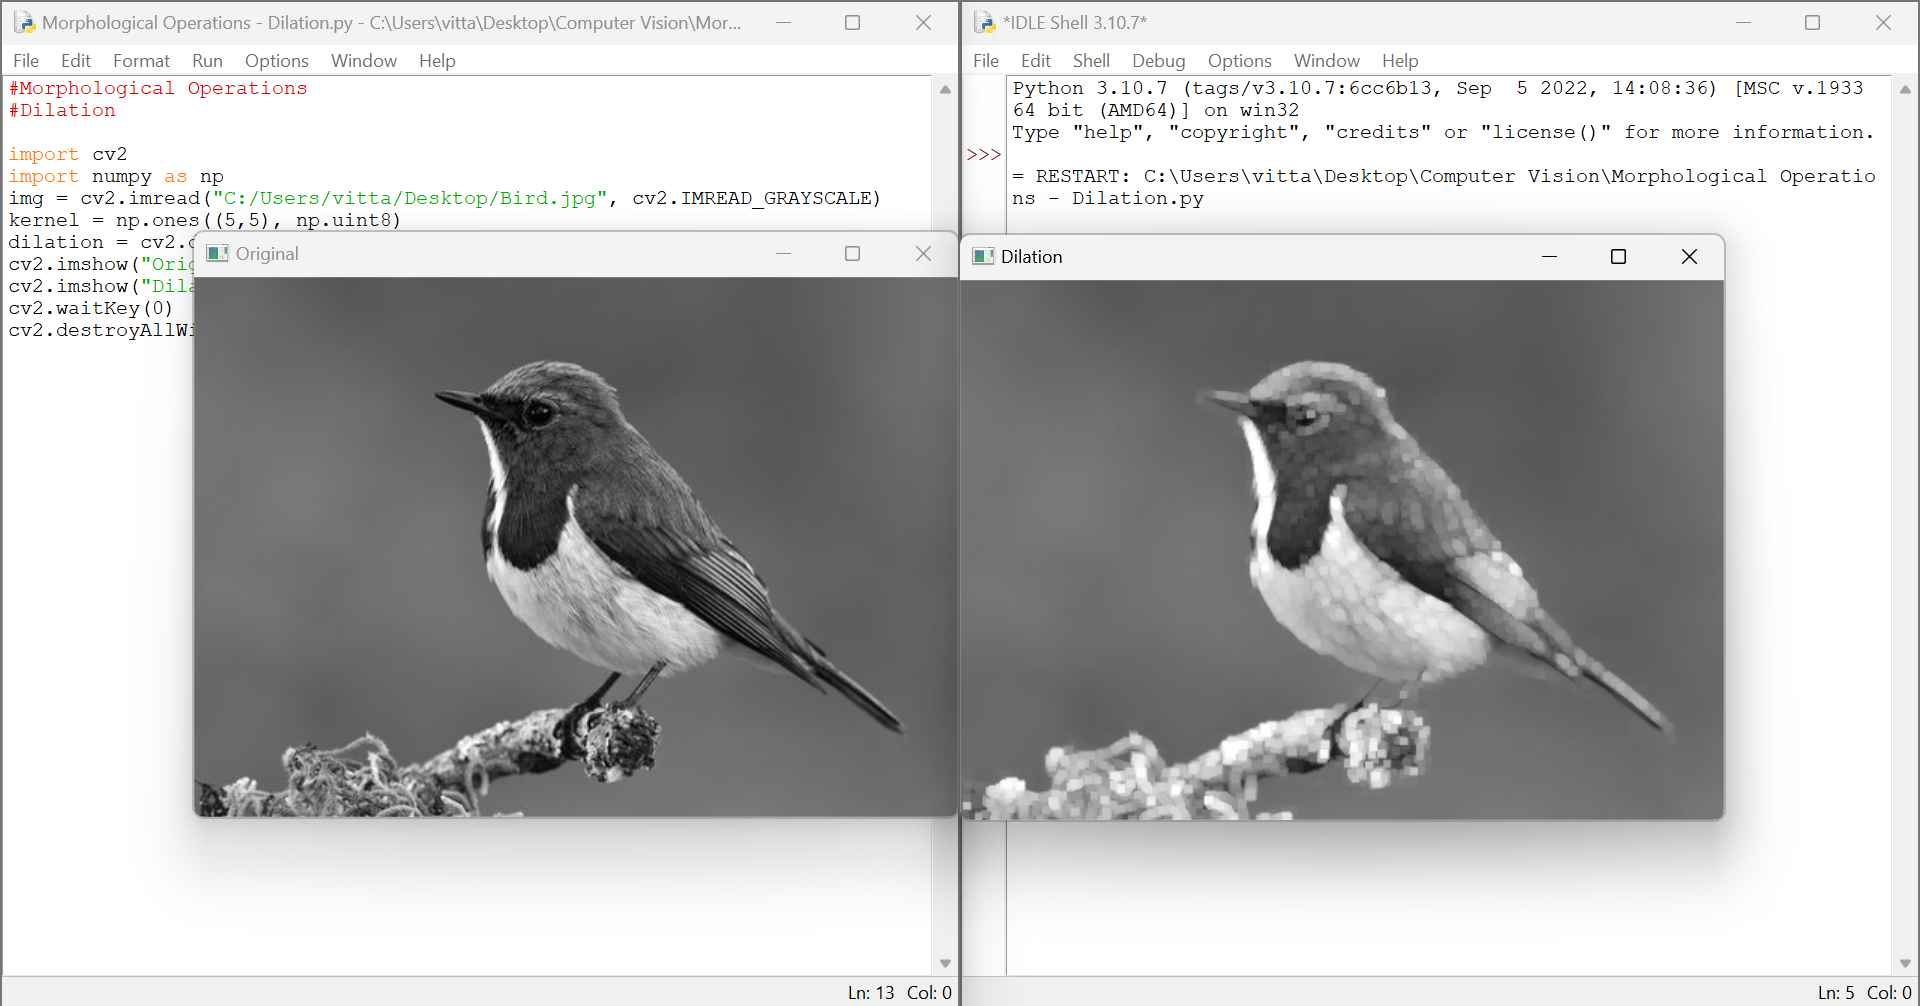 Morphological Operations - Dilation.py - C:\Users\vitta\Desktop\Computer Vision\Mor...
File Edit Format Run Options Window Help
#Morphological Operations
#Dilation
import cv2
import numpy as np
img = cv2.imread("C:/Users/vitta/Desktop/Bird.jpg", cv2.IMREAD_GRAYSCALE)
kernel = np.ones((5,5), np.uint8)
dilation = cv2.
cv2.imshow("Orig
cv2.imshow("Dila
cv2.waitKey(0)
cv2.destroyAllWi
Original
Ln: 13 Col: 0
*IDLE Shell 3.10.7*
File Edit Shell Debug Options Window Help
Python 3.10.7 (tags/v3.10.7:6cc6b13, Sep  5 2022, 14:08:36) [MSC v.1933
64 bit (AMD64)] on win32
Type "help", "copyright", "credits" or "license()" for more information.
>>>
= RESTART: C:\Users\vitta\Desktop\Computer Vision\Morphological Operatio
ns - Dilation.py
Dilation
Ln: 5 Col: 0